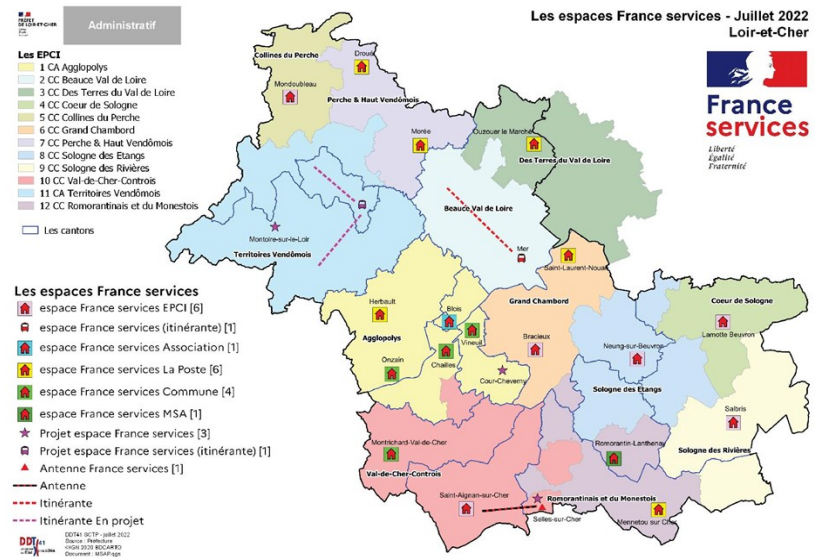 PRÉFET
DE LOIR-ET-CHER
Administratif
Les espaces France services - Juillet 2022
Loir-et-Cher
France
services
Liberté
Égalité
Fraternité
Les EPCI
1 CA Agglopolys
2 CC Beauce Val de Loire
3 CC Des Terres du Val de Loire
4 CC Coeur de Sologne
5 CC Collines du Perche
6 CC Grand Chambord
7 CC Perche & Haut Vendômois
8 CC Sologne des Etangs
9 CC Sologne des Rivières
10 CC Val-de-Cher-Controis
11 CA Territoires Vendômois
12 CC Romorantinais et du Monestois
Les cantons
Collines du Perche
Droué
Mondoubleau
Perche & Haut Vendômois
Morée
Ouzouer le Marché
Des Terres du Val de Loire
Beauce Val de Loire
Montoire-sur-le-Loir
Territoires Vendômois
Mer
Saint-Laurent-Nouan
Herbault
Blois
Grand Chambord
Coeur de Sologne
Agglopolys
Vineuil
Bracieux
Neung-sur-Beuvron
Lamotte Beuvron
Onzain
Chailles
Cour-Cheverny
Sologne des Etangs
Salbris
Montrichard-Val-de-Cher
Romorantin-Lanthenay
Sologne des Rivières
Val-de-Cher-Controis
Saint-Aignan-sur-Cher
Romorantinais et du Monestois
Selles-sur-Cher
Mennetou sur Cher
Les espaces France services
espace France services EPCI [6]
espace France services (itinérante) [1]
espace France services Association [1]
espace France services La Poste [6]
espace France services Commune [4]
espace France services MSA [1]
Projet espace France services [3]
Projet espace France services (itinérante) [1]
Antenne France services [1]
Antenne
Itinérante
Itinérante En projet
DDT41
DDT41 SCTP - juillet 2022
Source : Préfecture
©IGN 2020 BDCARTO
Document : MSAP.qgs